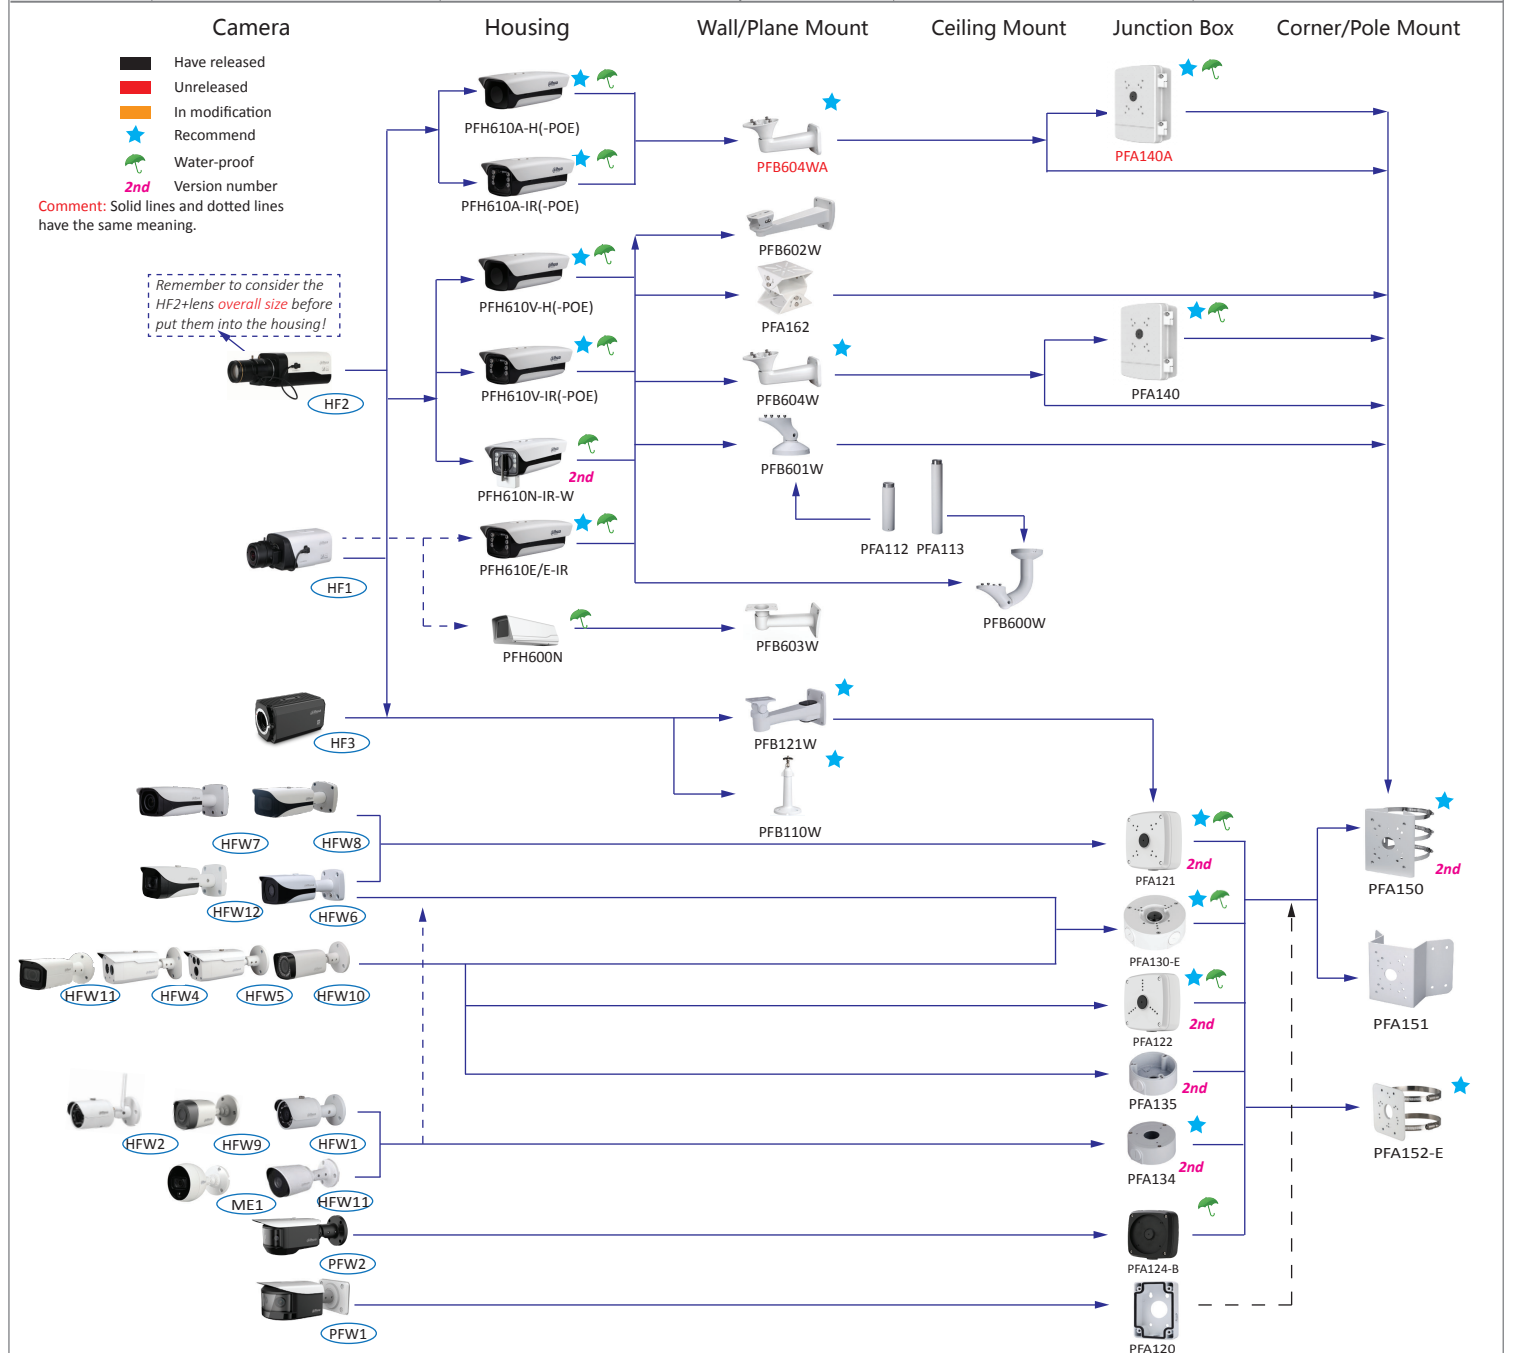 Camera
Housing
Wall/Plane Mount
Ceiling Mount
Junction Box
Corner/Pole Mount
Have released
Unreleased
In modification
Recommend
Water-proof
2nd Version number
Comment: Solid lines and dotted lines
have the same meaning.
PFH610A-H(-POE)
PFB604WA
PFA140A
PFH610A-IR(-POE)
PFB602W
Remember to consider the
HF2+lens overall size before
put them into the housing!
PFH610V-H(-POE)
PFA162
HF2
PFH610V-IR(-POE)
PFB604W
PFA140
PFB601W
2nd
PFH610N-IR-W
PFA112
PFA113
HF1
PFH610E/E-IR
PFB600W
PFH600N
PFB603W
HF3
PFB121W
PFB110W
HFW7
HFW8
2nd
PFA121
2nd
PFA150
HFW12
HFW6
PFA130-E
HFW11
HFW4
HFW5
HFW10
2nd
PFA122
PFA151
2nd
PFA135
HFW2
HFW9
HFW1
PFA152-E
2nd
PFA134
ME1
HFW11
PFW2
PFA124-B
PFW1
PFA120